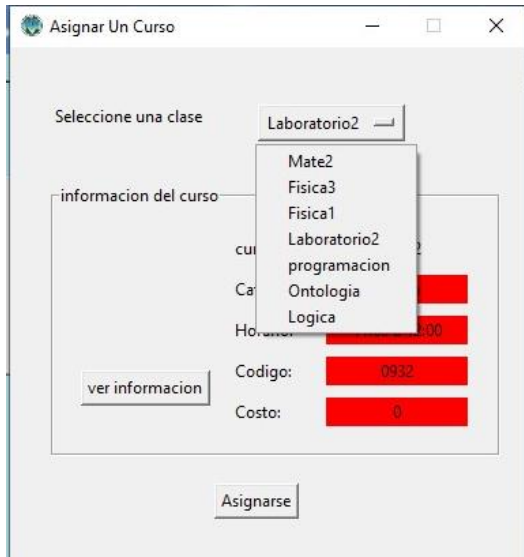 Asignar Un Curso
Seleccione una clase
Laboratorio2
Mate2
Fisica3
Fisica1
Laboratorio2
programacion
Ontologia
Logica
informacion del curso
ver informacion
Codigo:
0932
Costo:
0
Asignarse